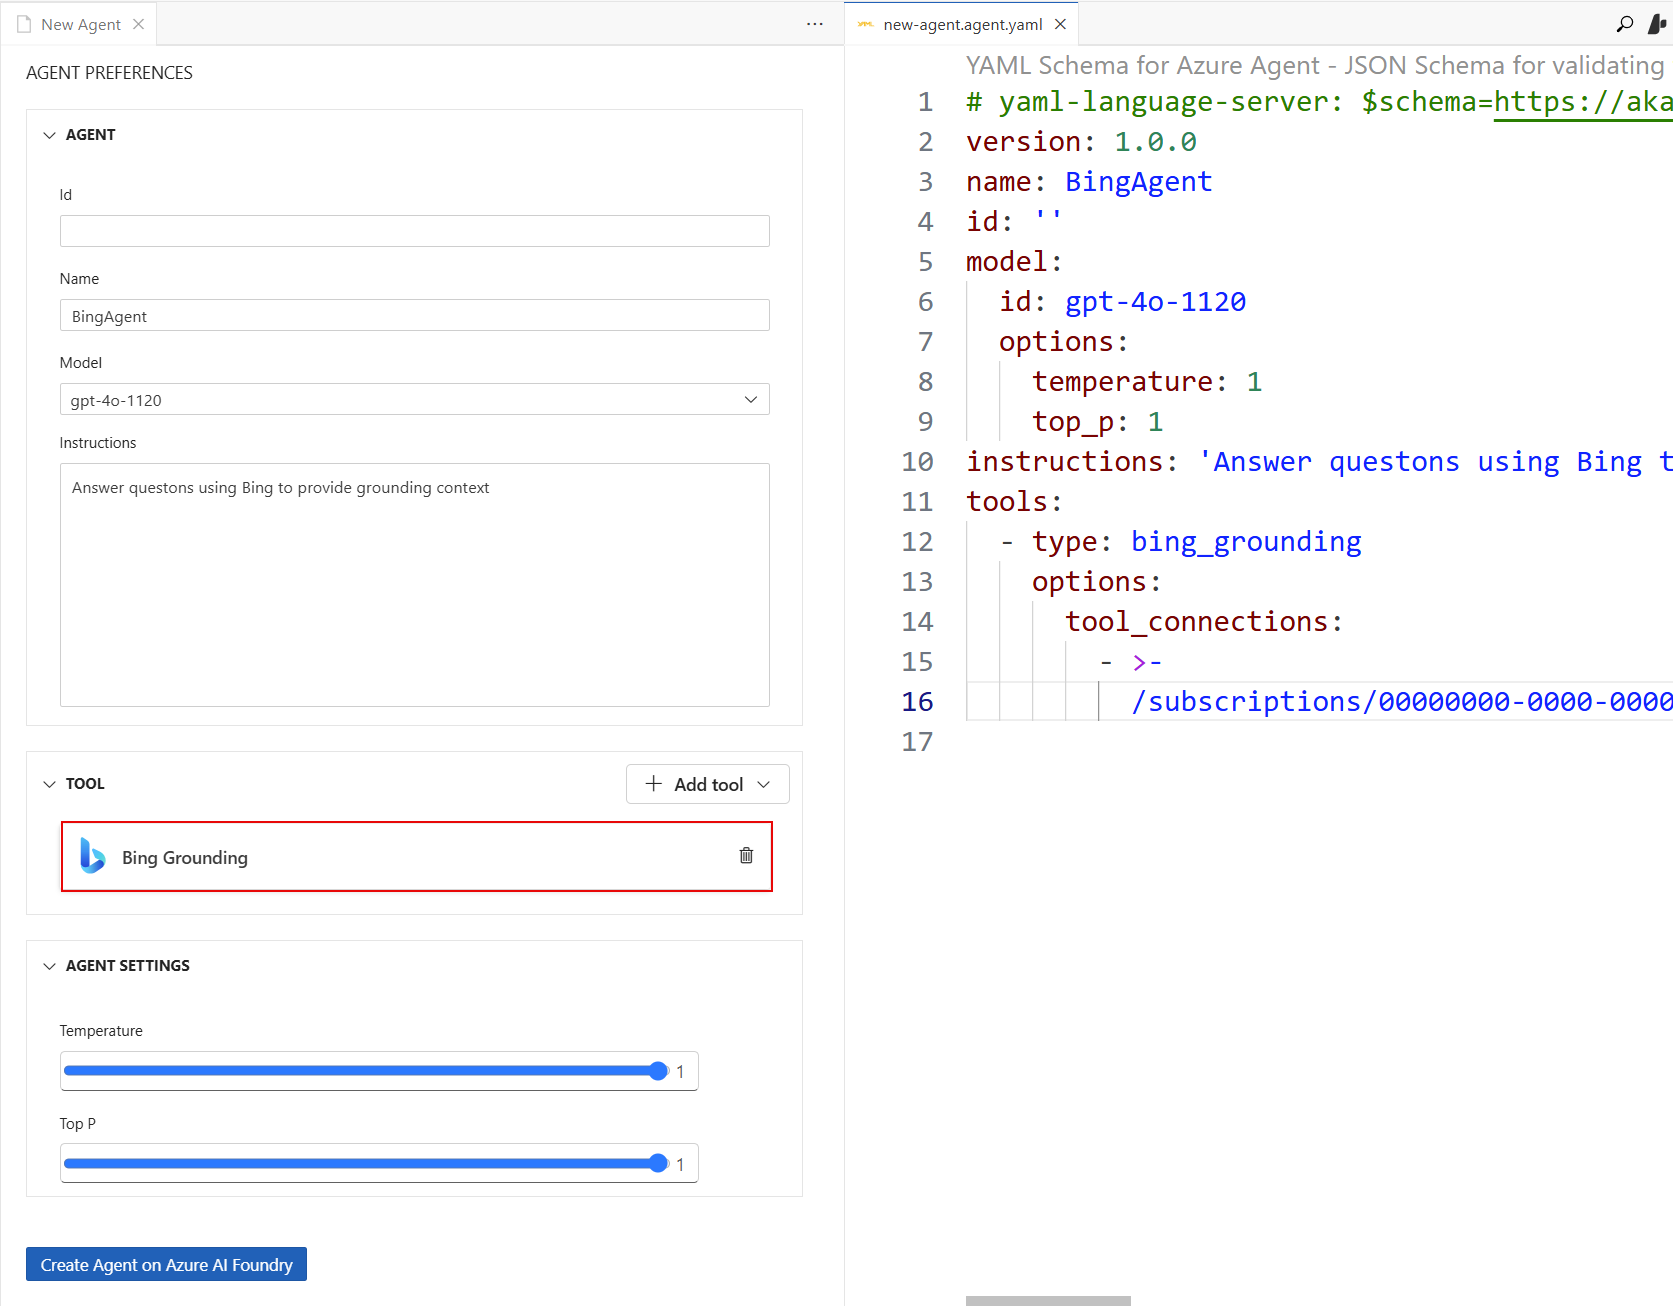 New Agent
AGENT PREFERENCES
AGENT
Id
Name
BingAgent
Model
gpt-4o-1120
Instructions
Answer questons using Bing to provide grounding context
TOOL
Add tool
Bing Grounding
AGENT SETTINGS
Temperature
1
Top P
1
Create Agent on Azure AI Foundry
YAML new-agent.agent.yaml
YAML Schema for Azure Agent - JSON Schema for validating
1 # yaml-language-server: $schema=https://aka
2 version: 1.0.0
3 name: BingAgent
4 id: ''
5 model:
6 id: gpt-4o-1120
7 options:
8 temperature: 1
9 top_p: 1
10 instructions: 'Answer questons using Bing t
11 tools:
12 - type: bing_grounding
13 options:
14 tool_connections:
15 - >-
16 /subscriptions/00000000-0000-0000
17